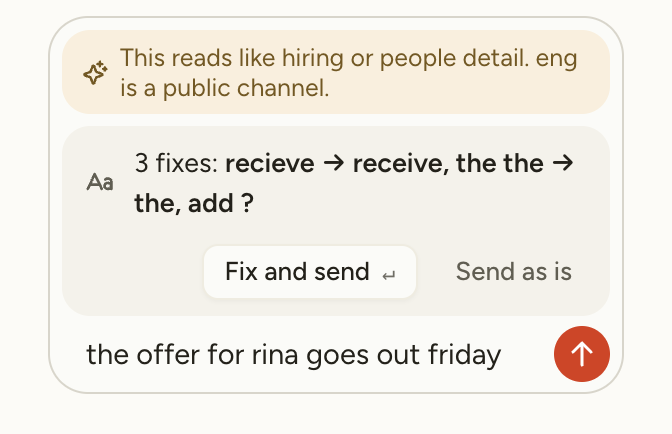 This reads like hiring or people detail. eng
is a public channel.
Aa
3 fixes: recieve → receive, the the →
the, add ?
Fix and send ↵
Send as is
the offer for rina goes out friday